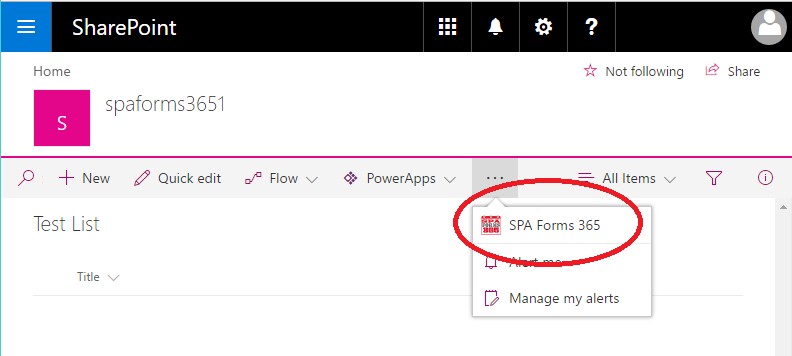 SharePoint
Home
Not following
Share
S
spaforms3651
New
Quick edit
Flow
PowerApps
All Items
Test List
SPA Forms 365
Title
Alert me
Manage my alerts